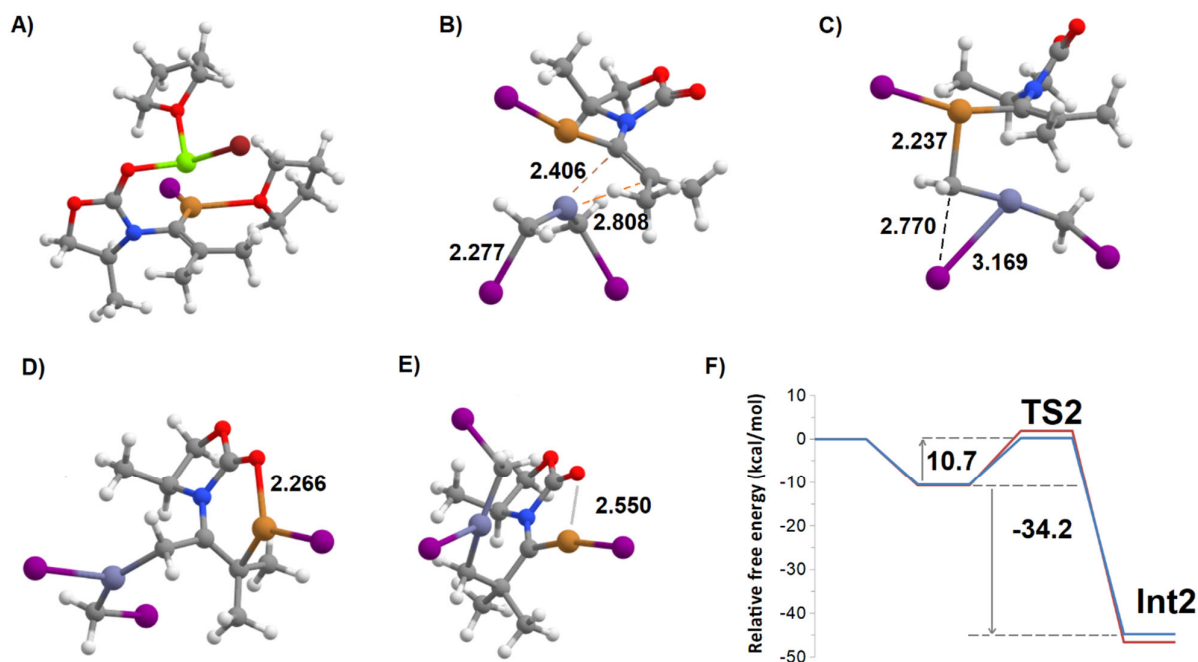 A)
B)
C)
2.406
2.808
2.277
2.237
2.770
3.169
D)
E)
F)
2.266
2.550
Relative free energy (kcal/mol)
10
0
-10
-20
-30
-40
-50
TS2
10.7
-34.2
Int2